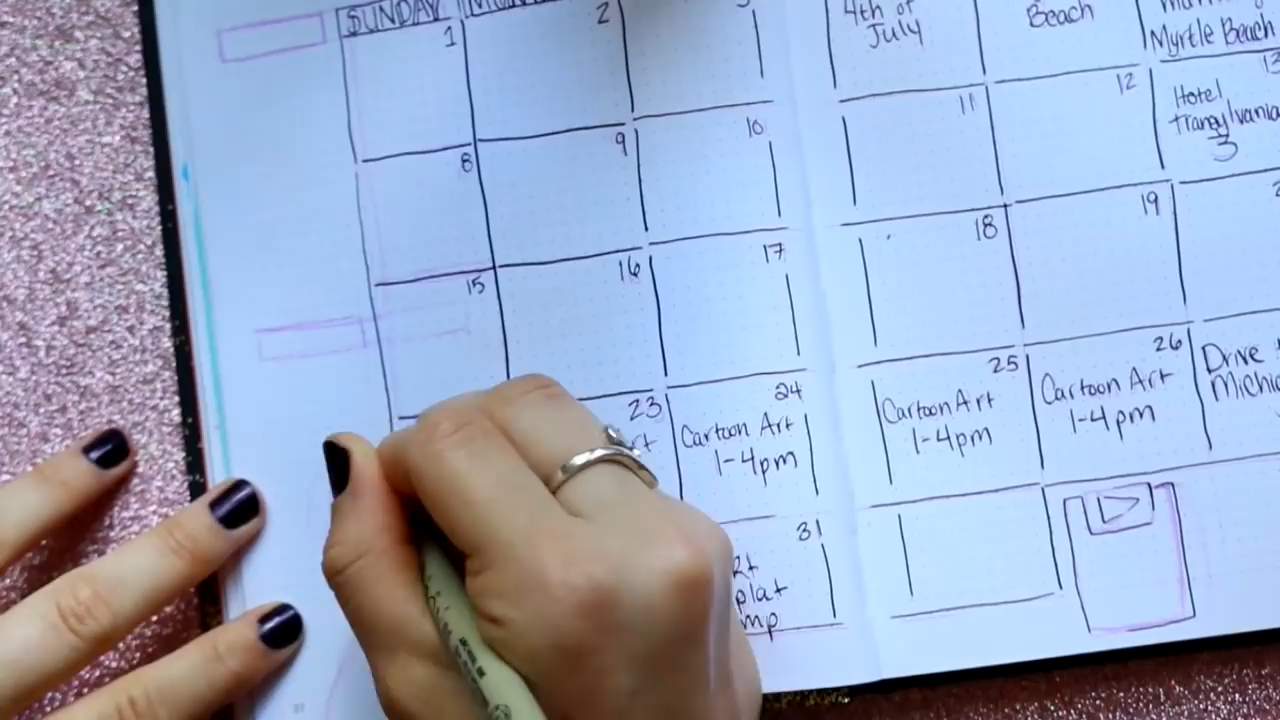 SUNDAY
1
2
4th of
July
Beach
Myrtle Beach
8
9
10
11
12
13
Hotel
Transylvania
3
15
16
17
18
19
23
24
Cartoon Art
1-4pm
25
Cartoon Art
1-4pm
26
Cartoon Art
1-4pm
Drive
31